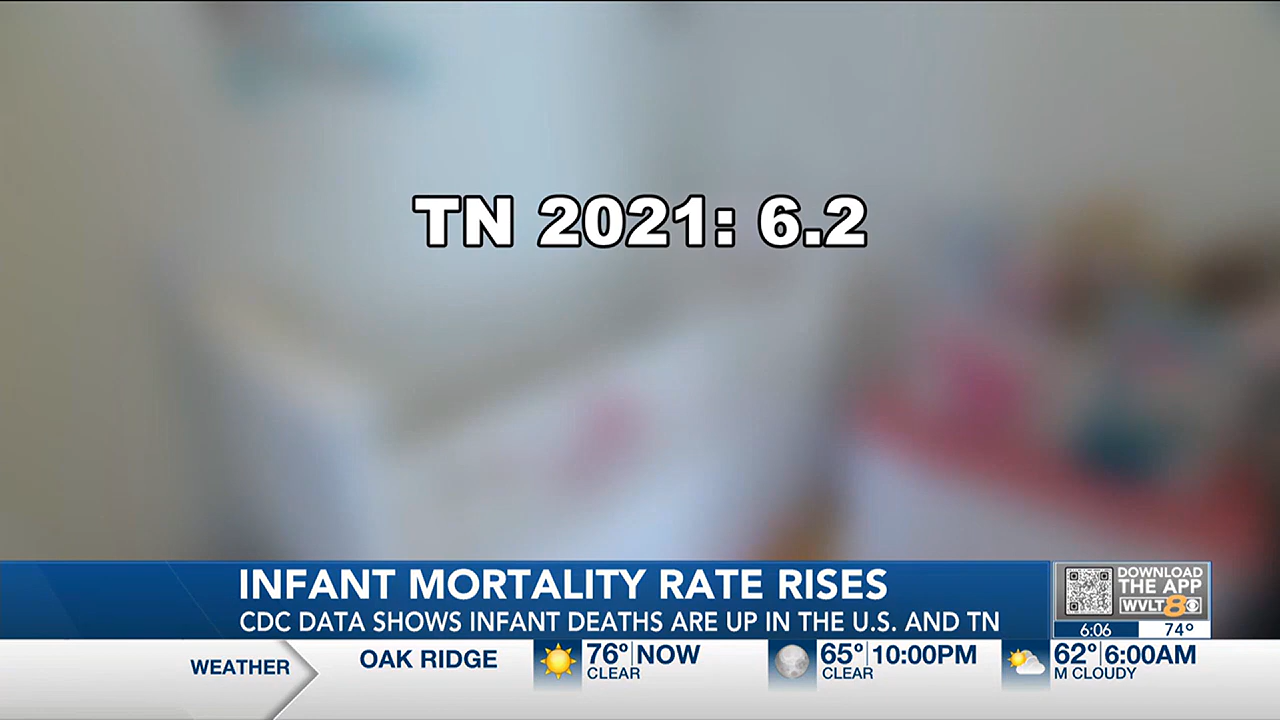 TN 2021: 6.2
INFANT MORTALITY RATE RISES
CDC DATA SHOWS INFANT DEATHS ARE UP IN THE U.S. AND TN
DOWNLOAD
THE APP
WVLT 8
6:06 74°
WEATHER
OAK RIDGE
76° NOW
CLEAR
65° 10:00PM
CLEAR
62° 6:00AM
M CLOUDY